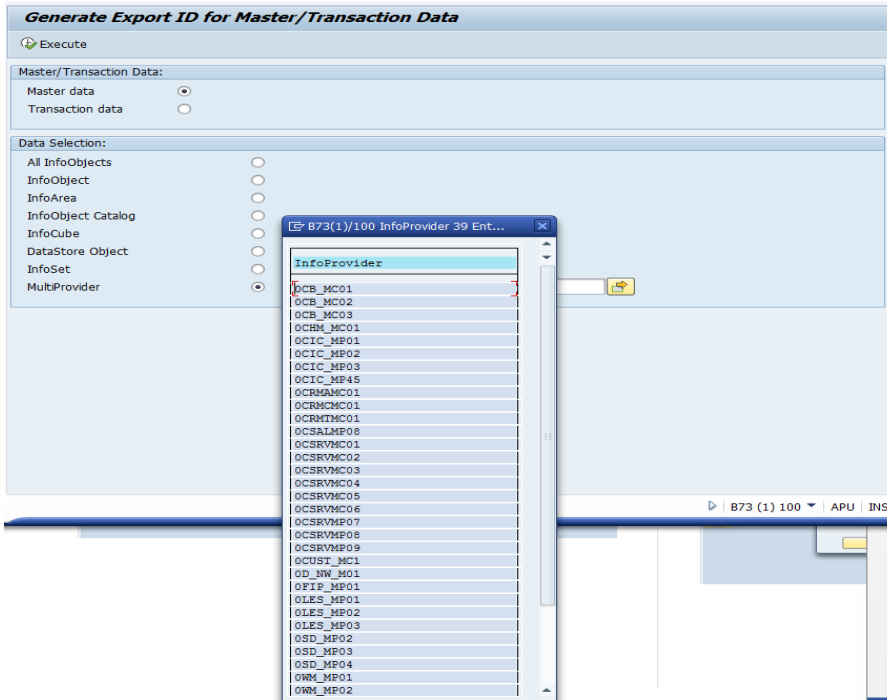 Generate Export ID for Master/Transaction Data
Execute
Master/Transaction Data:
Master data
Transaction data
Data Selection:
All InfoObjects
InfoObject
InfoArea
InfoObject Catalog
InfoCube
DataStore Object
InfoSet
MultiProvider
B73(1)/100 InfoProvider 39 Ent...
InfoProvider
0CB_MC01
0CB_MC02
0CB_MC03
0CHM_MC01
0CIC_MP01
0CIC_MP02
0CIC_MP03
0CIC_MP45
0CRMAMC01
0CRMCMC01
0CRMTMC01
0CSALMP08
0CSRVMC01
0CSRVMC02
0CSRVMC03
0CSRVMC04
0CSRVMC05
0CSRVMC06
0CSRVMP07
0CSRVMP08
0CSRVMP09
0CUST_MC1
0D_NW_M01
0FIP_MP01
0LES_MP01
0LES_MP02
0LES_MP03
0SD_MP02
0SD_MP03
0SD_MP04
0WM_MP01
0WM_MP02
B73 (1) 100 APU INS